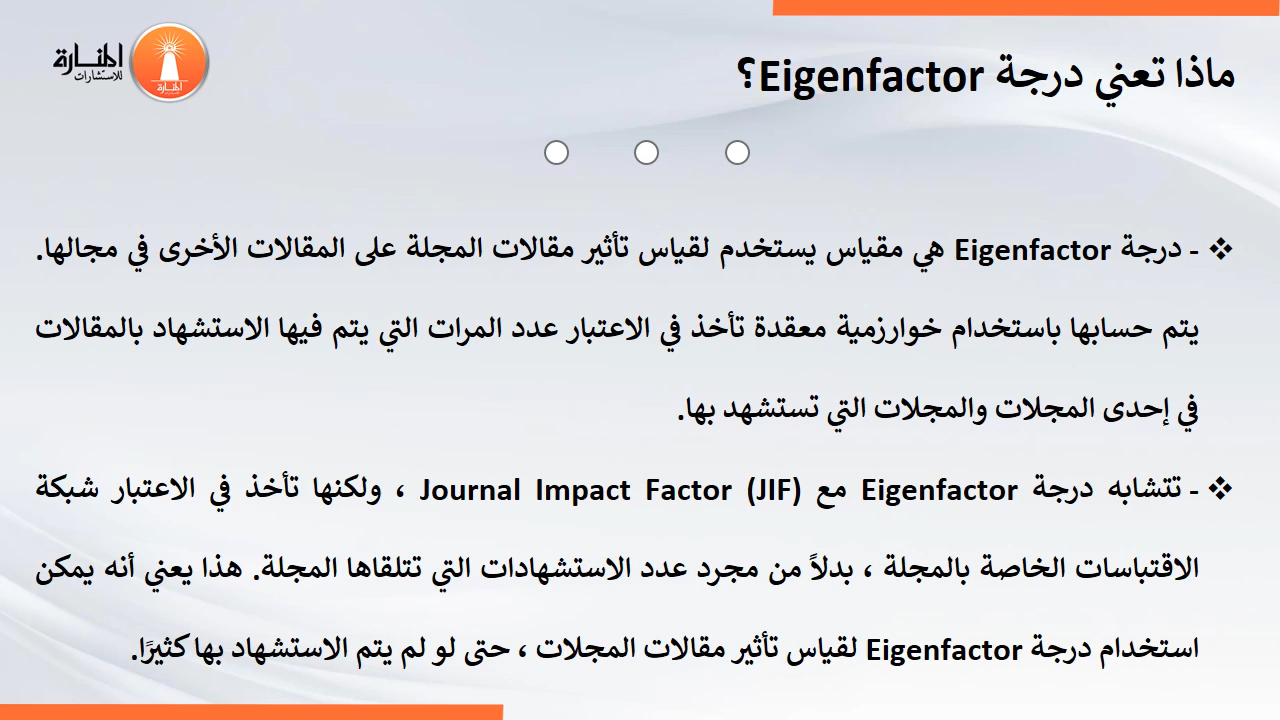 المنارة
للاستشارات
المنارة
ماذا تعني درجة Eigenfactor؟
❖ - درجة Eigenfactor هي مقياس يستخدم لقياس تأثير مقالات المجلة على المقالات الأخرى في مجالها.
يتم حسابها باستخدام خوارزمية معقدة تأخذ في الاعتبار عدد المرات التي يتم فيها الاستشهاد بالمقالات
في إحدى المجلات والمجلات التي تستشهد بها.
❖ - تتشابه درجة Eigenfactor مع Journal Impact Factor (JIF) ، ولكنها تأخذ في الاعتبار شبكة
الاقتباسات الخاصة بالمجلة ، بدلاً من مجرد عدد الاستشهادات التي تتلقاها المجلة. هذا يعني أنه يمكن
استخدام درجة Eigenfactor لقياس تأثير مقالات المجلات ، حتى لو لم يتم الاستشهاد بها كثيرًا.